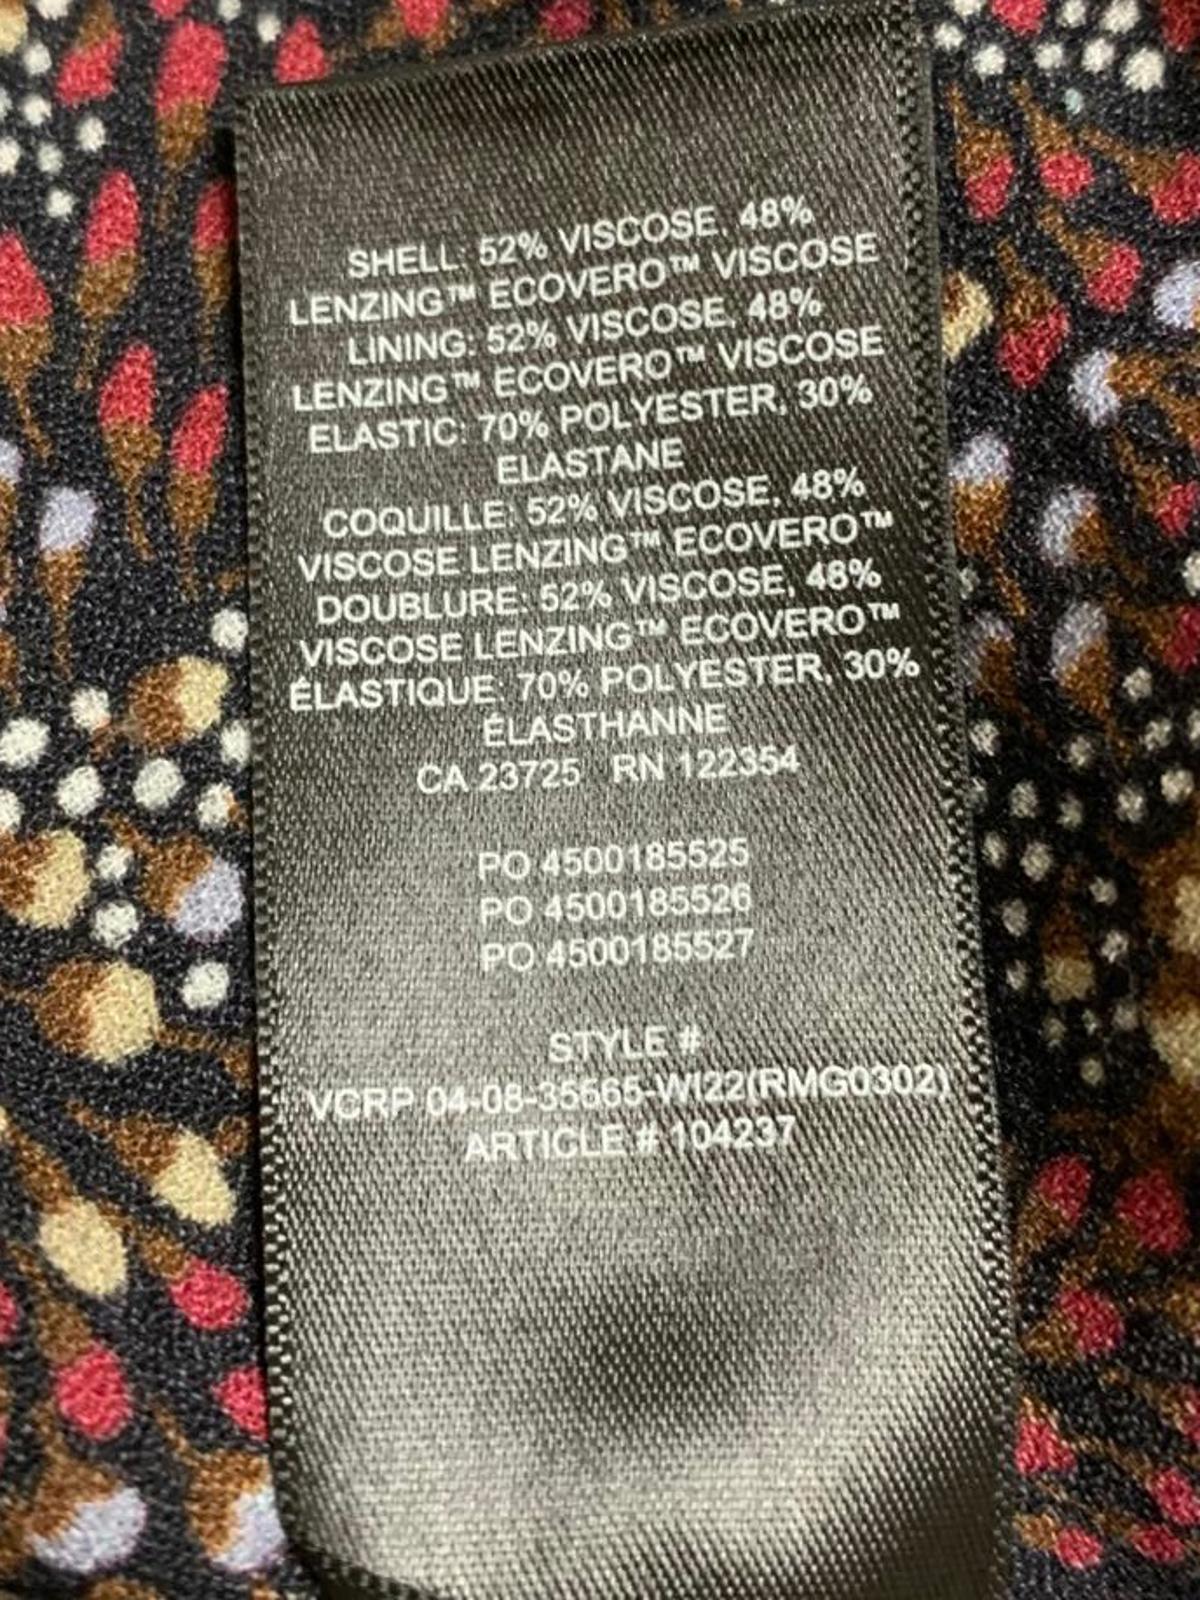 SHELL: 52% VISCOSE, 48%
LENZING™ ECOVERO™ VISCOSE
LINING: 52% VISCOSE, 48%
LENZING™ ECOVERO™ VISCOSE
ELASTIC: 70% POLYESTER, 30%
ELASTANE
COQUILLE: 52% VISCOSE, 48%
VISCOSE LENZING™ ECOVERO™
DOUBLURE: 52% VISCOSE, 48%
VISCOSE LENZING™ ECOVERO™
ÉLASTIQUE: 70% POLYESTER, 30%
ÉLASTHANNE
CA 23725 RN 122354
PO 4500185525
PO 4500185526
PO 4500185527
STYLE #
VCRP 04-08-35665-WI22(RMG0302)
ARTICLE # 104237